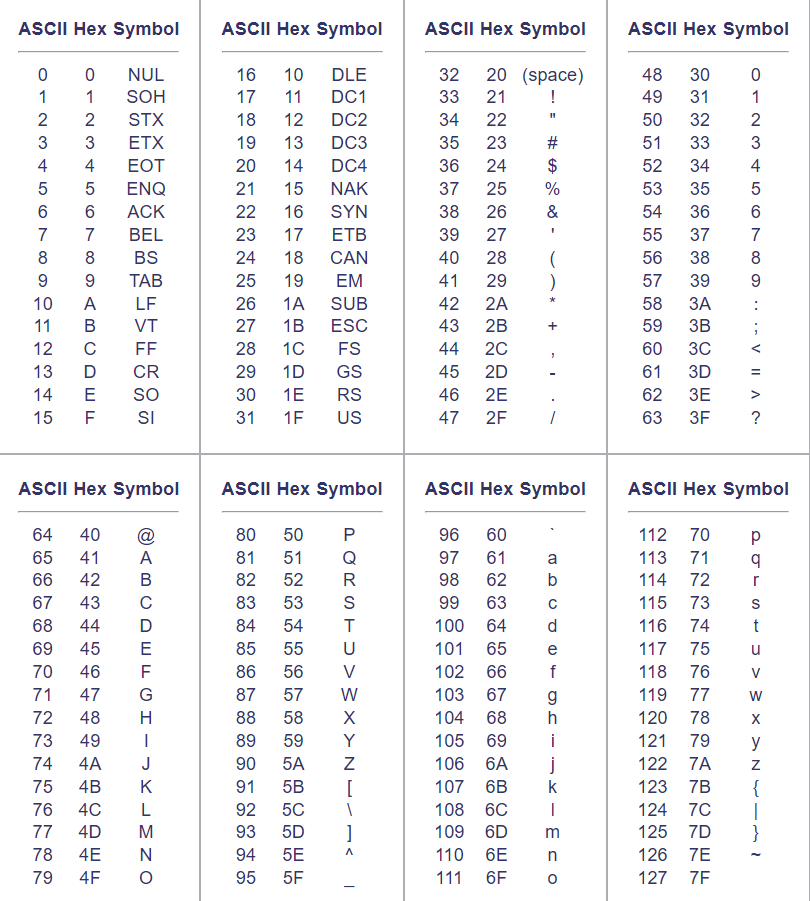 ASCII Hex Symbol
0 0 NUL
1 1 SOH
2 2 STX
3 3 ETX
4 4 EOT
5 5 ENQ
6 6 ACK
7 7 BEL
8 8 BS
9 9 TAB
10 A LF
11 B VT
12 C FF
13 D CR
14 E SO
15 F SI
ASCII Hex Symbol
16 10 DLE
17 11 DC1
18 12 DC2
19 13 DC3
20 14 DC4
21 15 NAK
22 16 SYN
23 17 ETB
24 18 CAN
25 19 EM
26 1A SUB
27 1B ESC
28 1C FS
29 1D GS
30 1E RS
31 1F US
ASCII Hex Symbol
32 20 (space)
33 21 !
34 22 "
35 23 #
36 24 $
37 25 %
38 26 &
39 27 '
40 28 (
41 29 )
42 2A *
43 2B +
44 2C ,
45 2D -
46 2E .
47 2F /
ASCII Hex Symbol
48 30 0
49 31 1
50 32 2
51 33 3
52 34 4
53 35 5
54 36 6
55 37 7
56 38 8
57 39 9
58 3A :
59 3B ;
60 3C <
61 3D =
62 3E >
63 3F ?
ASCII Hex Symbol
64 40 @
65 41 A
66 42 B
67 43 C
68 44 D
69 45 E
70 46 F
71 47 G
72 48 H
73 49 I
74 4A J
75 4B K
76 4C L
77 4D M
78 4E N
79 4F O
ASCII Hex Symbol
80 50 P
81 51 Q
82 52 R
83 53 S
84 54 T
85 55 U
86 56 V
87 57 W
88 58 X
89 59 Y
90 5A Z
91 5B [
92 5C \
93 5D ]
94 5E ^
95 5F _
ASCII Hex Symbol
96 60 `
97 61 a
98 62 b
99 63 c
100 64 d
101 65 e
102 66 f
103 67 g
104 68 h
105 69 i
106 6A j
107 6B k
108 6C l
109 6D m
110 6E n
111 6F o
ASCII Hex Symbol
112 70 p
113 71 q
114 72 r
115 73 s
116 74 t
117 75 u
118 76 v
119 77 w
120 78 x
121 79 y
122 7A z
123 7B {
124 7C |
125 7D }
126 7E ~
127 7F